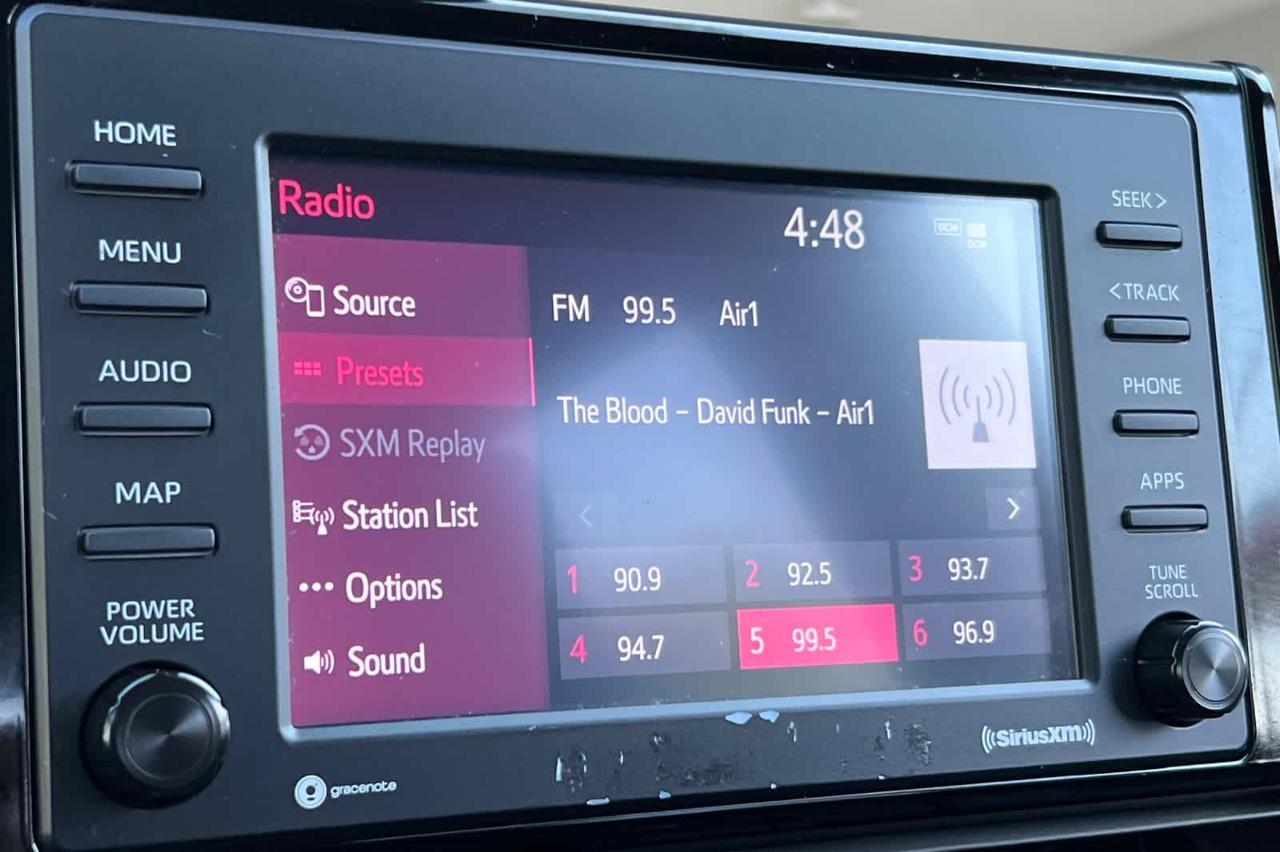 HOME
MENU
AUDIO
MAP
POWER
VOLUME
Radio
4:48
DCM
DCM
Source
Presets
SXM Replay
Station List
Options
Sound
FM 99.5 Air1
The Blood – David Funk – Air1
1 90.9
2 92.5
3 93.7
4 94.7
5 99.5
6 96.9
SEEK >
< TRACK
PHONE
APPS
TUNE
SCROLL
gracenote
((SiriusXM))